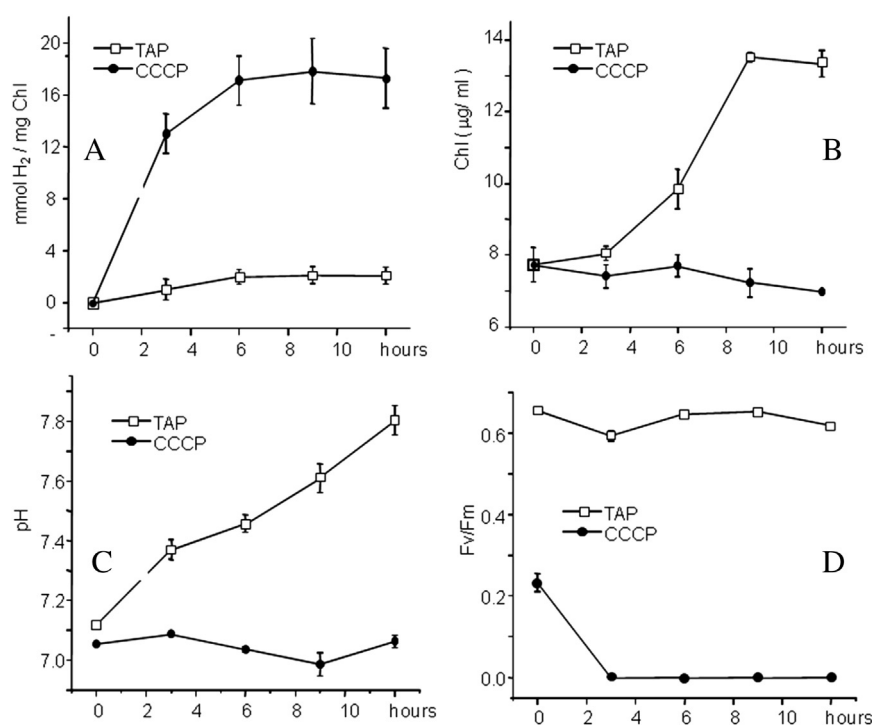 20
16
12
8
4
0
-
mmol H₂ / mg Chl
TAP
CCCP
A
0 2 4 6 8 10 hours
14
12
10
8
6
Chl ( µg/ ml )
TAP
CCCP
B
0 2 4 6 8 10 hours
7.8
7.6
7.4
7.2
7.0
pH
TAP
CCCP
C
0 2 4 6 8 10 hours
0.6
0.4
0.2
0.0
Fv/Fm
TAP
CCCP
D
0 2 4 6 8 10 hours